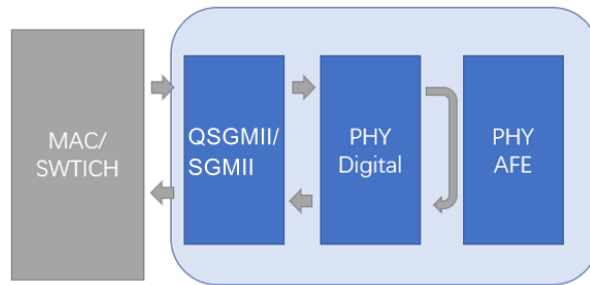 MAC/
SWTICH
QSGMII/
SGMII
PHY
Digital
PHY
AFE